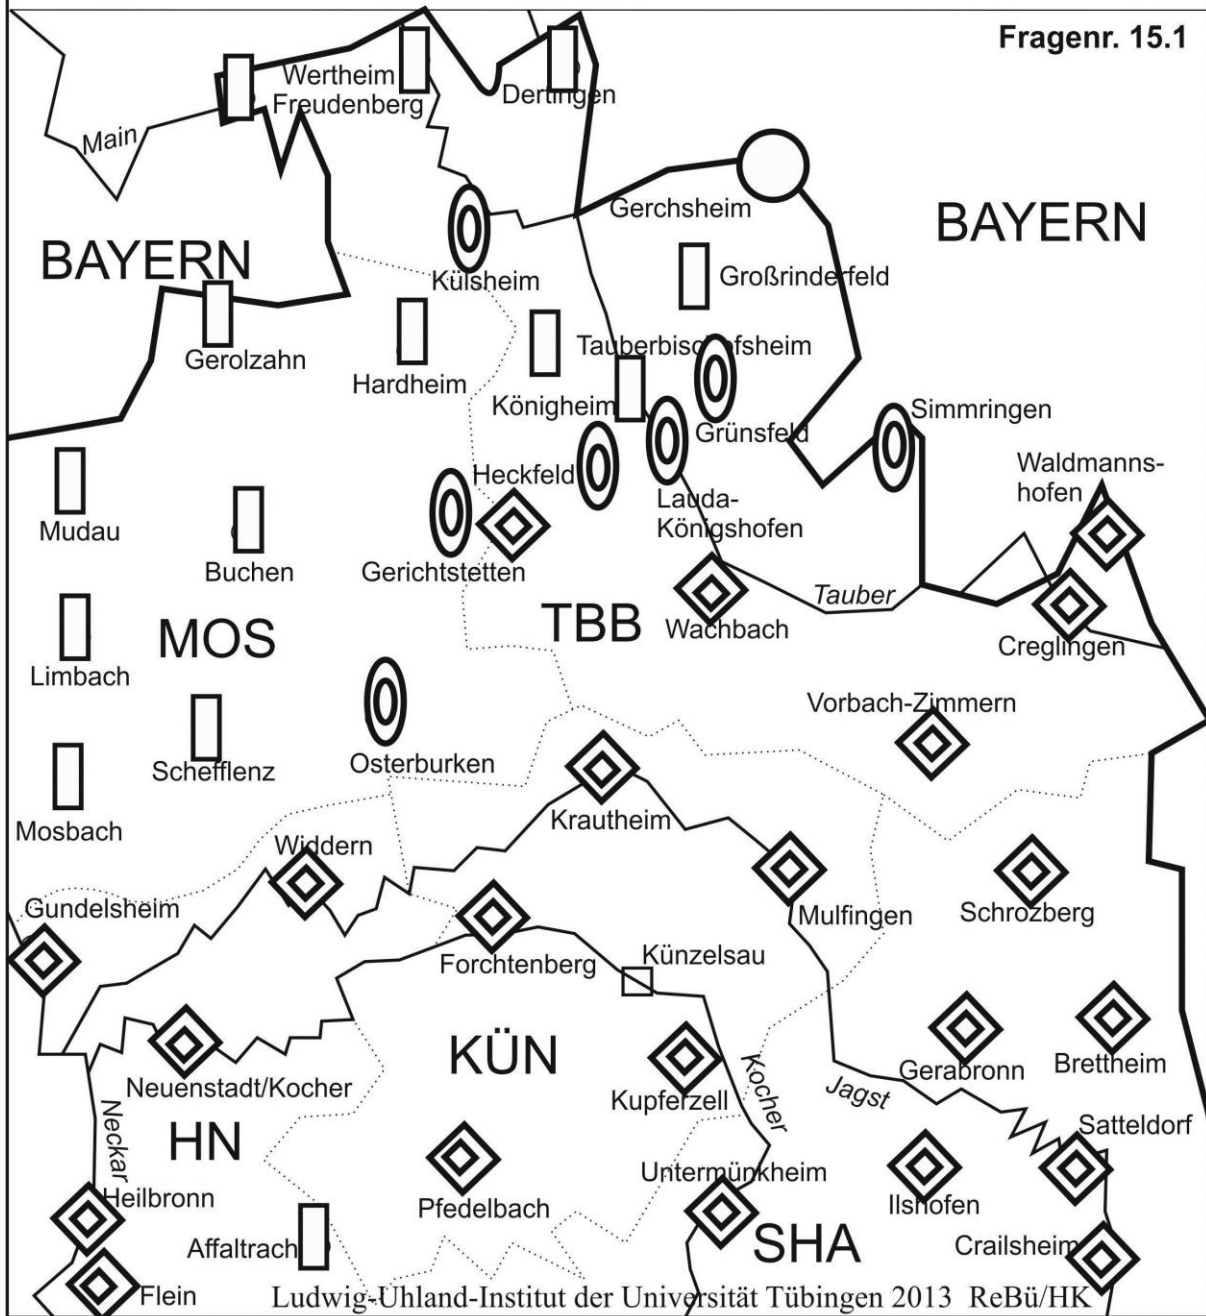 Fragenr. 15.1
Wertheim
Freudenberg
Dertingen
Main
Gerchsheim
BAYERN
BAYERN
Külsheim
Großrinderfeld
Gerolzahn
Hardheim
Tauberbischofsheim
Königheim
Grünsfeld
Simmringen
Heckfeld
Lauda-
Königshofen
Waldmanns-
hofen
Mudau
Buchen
Gerichtstetten
MOS
TBB
Tauber
Wachbach
Creglingen
Limbach
Vorbach-Zimmern
Schefflenz
Osterburken
Mosbach
Krautheim
Widdern
Gundelsheim
Mulfingen
Schrozberg
Forchtenberg
Künzelsau
KÜN
Neuenstadt/Kocher
Kupferzell
Kocher
Jagst
Gerabronn
Brettheim
Neckar
HN
Satteldorf
Heilbronn
Pfedelbach
Untermünkheim
Ilshofen
Affaltrach
SHA
Crailsheim
Flein
Ludwig-Uhland-Institut der Universität Tübingen 2013 ReBü/HK